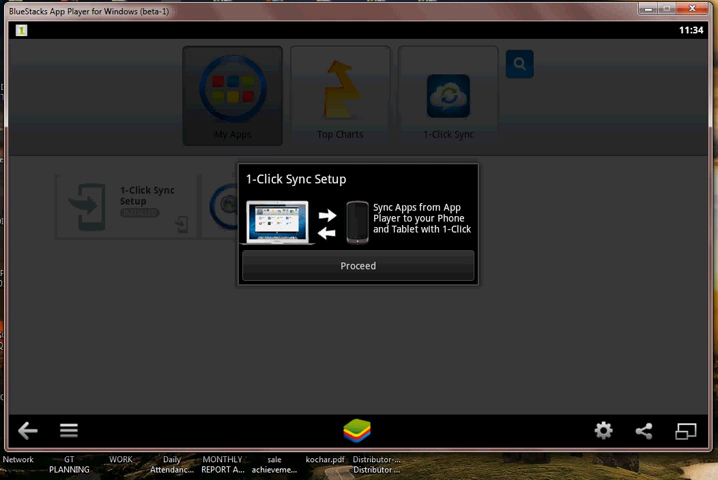 BlueStacks App Player for Windows (beta-1)
1
11:34
My Apps
Top Charts
1-Click Sync
1-Click Sync
Setup
1-Click Sync Setup
Sync Apps from App
Player to your Phone
and Tablet with 1-Click
Proceed
Network
GT
PLANNING
WORK
Daily
Attendanc...
MONTHLY
REPORT A...
sale
achieveme...
kochar.pdf
Distributor-...
Distributor ...